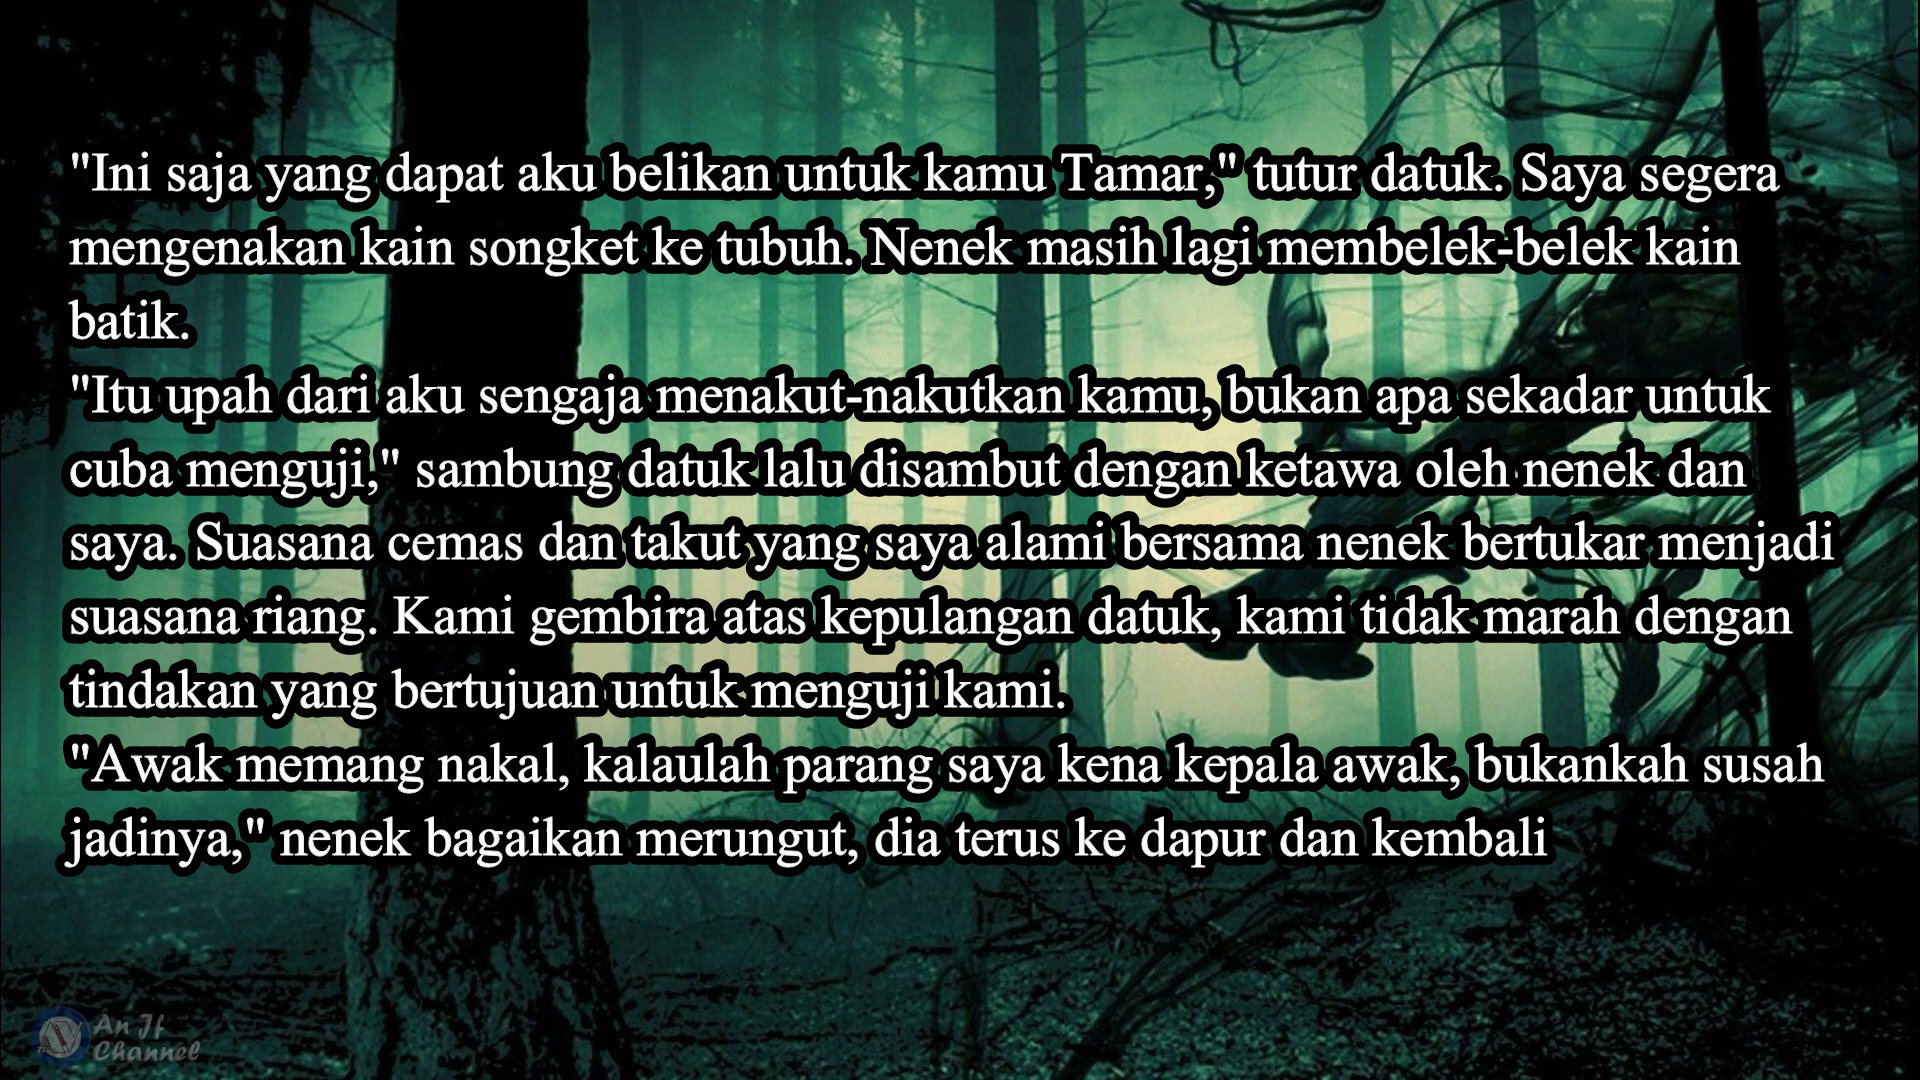 "Ini saja yang dapat aku belikan untuk kamu Tamar," tutur datuk. Saya segera
mengenakan kain songket ke tubuh. Nenek masih lagi membelek-belek kain
batik.
"Itu upah dari aku sengaja menakut-nakutkan kamu, bukan apa sekadar untuk
cuba menguji," sambung datuk lalu disambut dengan ketawa oleh nenek dan
saya. Suasana cemas dan takut yang saya alami bersama nenek bertukar menjadi
suasana riang. Kami gembira atas kepulangan datuk, kami tidak marah dengan
tindakan yang bertujuan untuk menguji kami.
"Awak memang nakal, kalaulah parang saya kena kepala awak, bukankah susah
jadinya," nenek bagaikan merungut, dia terus ke dapur dan kembali
An If
Channel